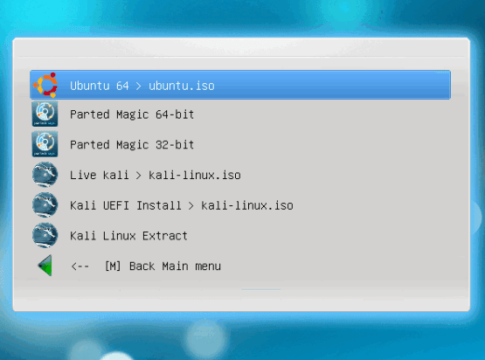 Ubuntu 64 > ubuntu.iso
Parted Magic 64-bit
Parted Magic 32-bit
Live kali > kali-linux.iso
Kali UEFI Install > kali-linux.iso
Kali Linux Extract
<-- [M] Back Main menu